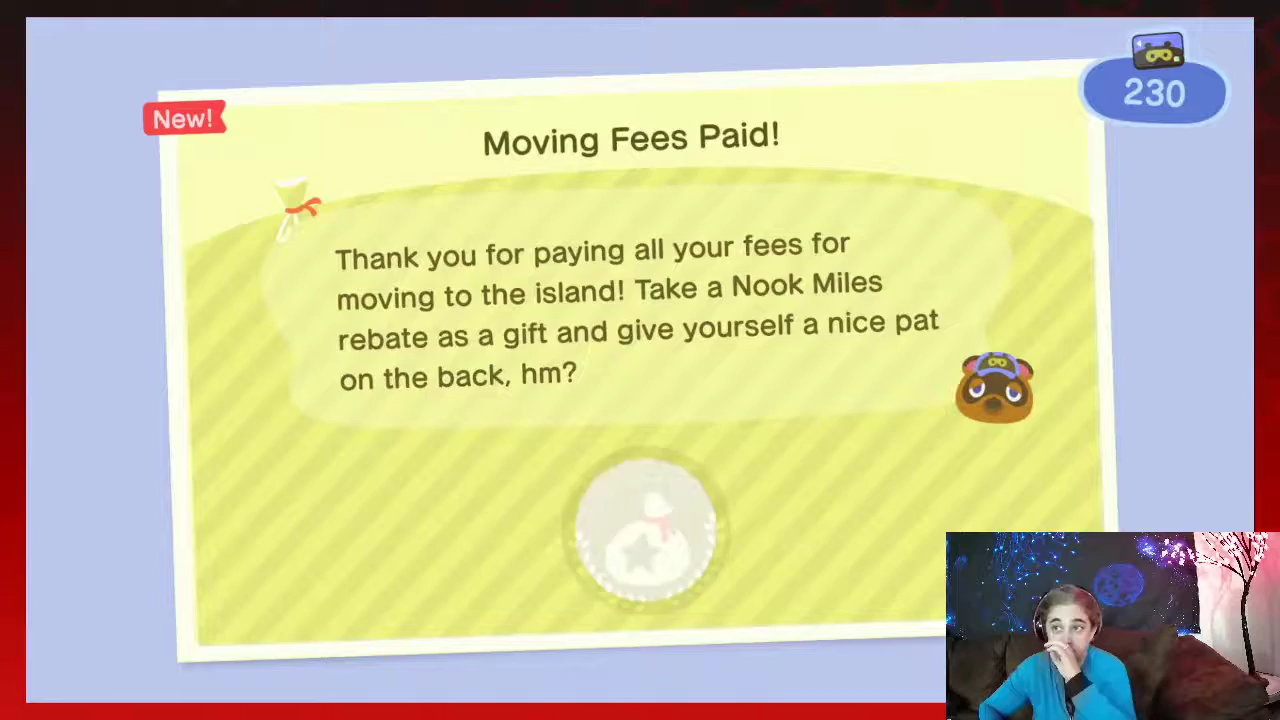 230
New!
Moving Fees Paid!
Thank you for paying all your fees for
moving to the island! Take a Nook Miles
rebate as a gift and give yourself a nice pat
on the back, hm?